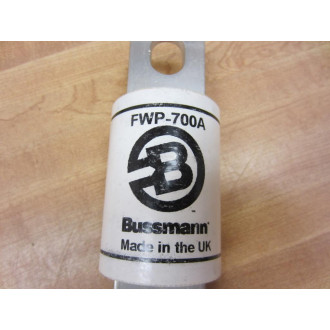 FWP-700A
B
Bussmann
Made in the UK